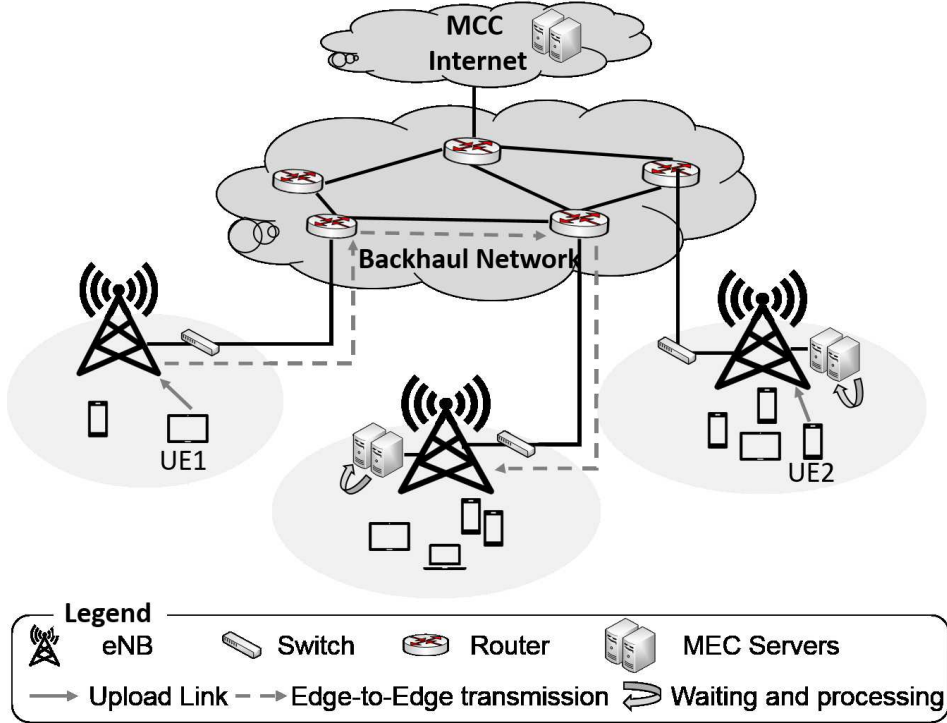 MCC
Internet
Backhaul Network
UE1
UE2
Legend
eNB Switch Router MEC Servers
Upload Link Edge-to-Edge transmission Waiting and processing